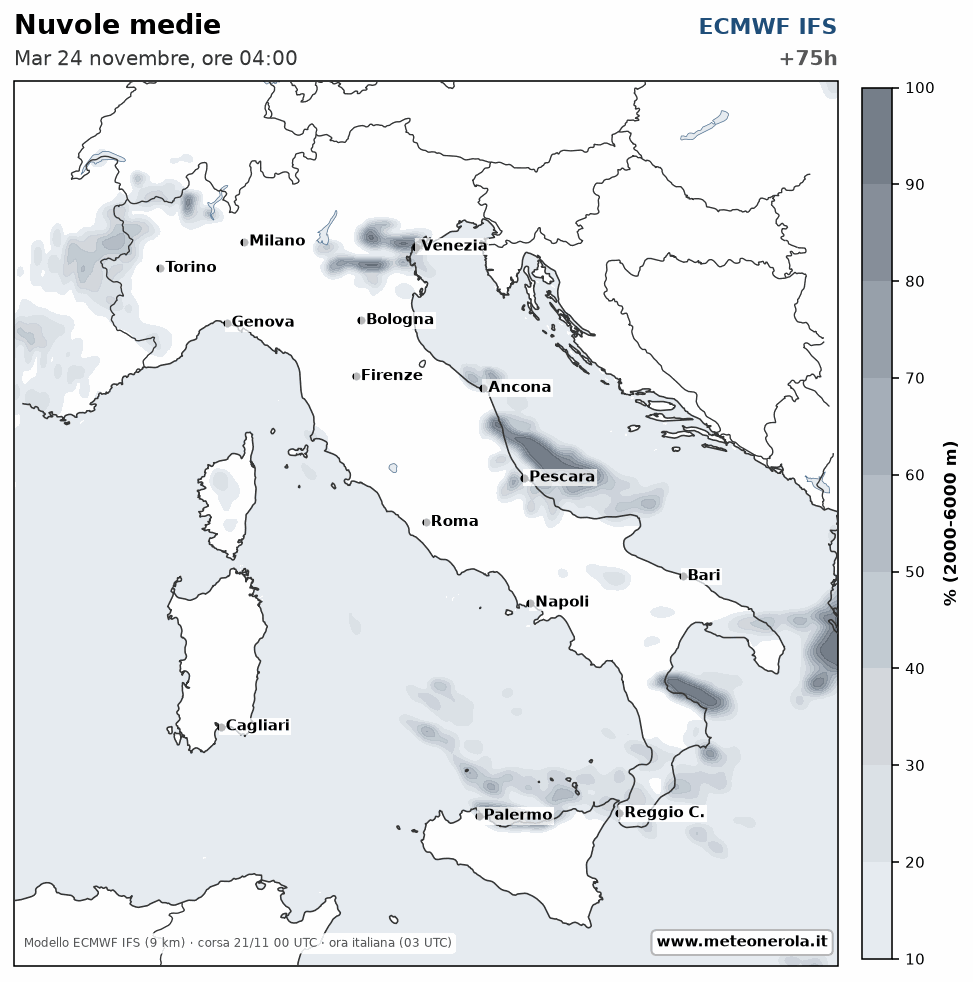 Nuvole medie
ECMWF IFS
Mar 24 novembre, ore 04:00
+75h
Milano
Venezia
Torino
Genova
Bologna
Firenze
Ancona
Pescara
Roma
Bari
Napoli
Cagliari
Palermo
Reggio C.
100
90
80
70
60
50
40
30
20
10
% (2000-6000 m)
Modello ECMWF IFS (9 km) · corsa 21/11 00 UTC · ora italiana (03 UTC)
www.meteonerola.it